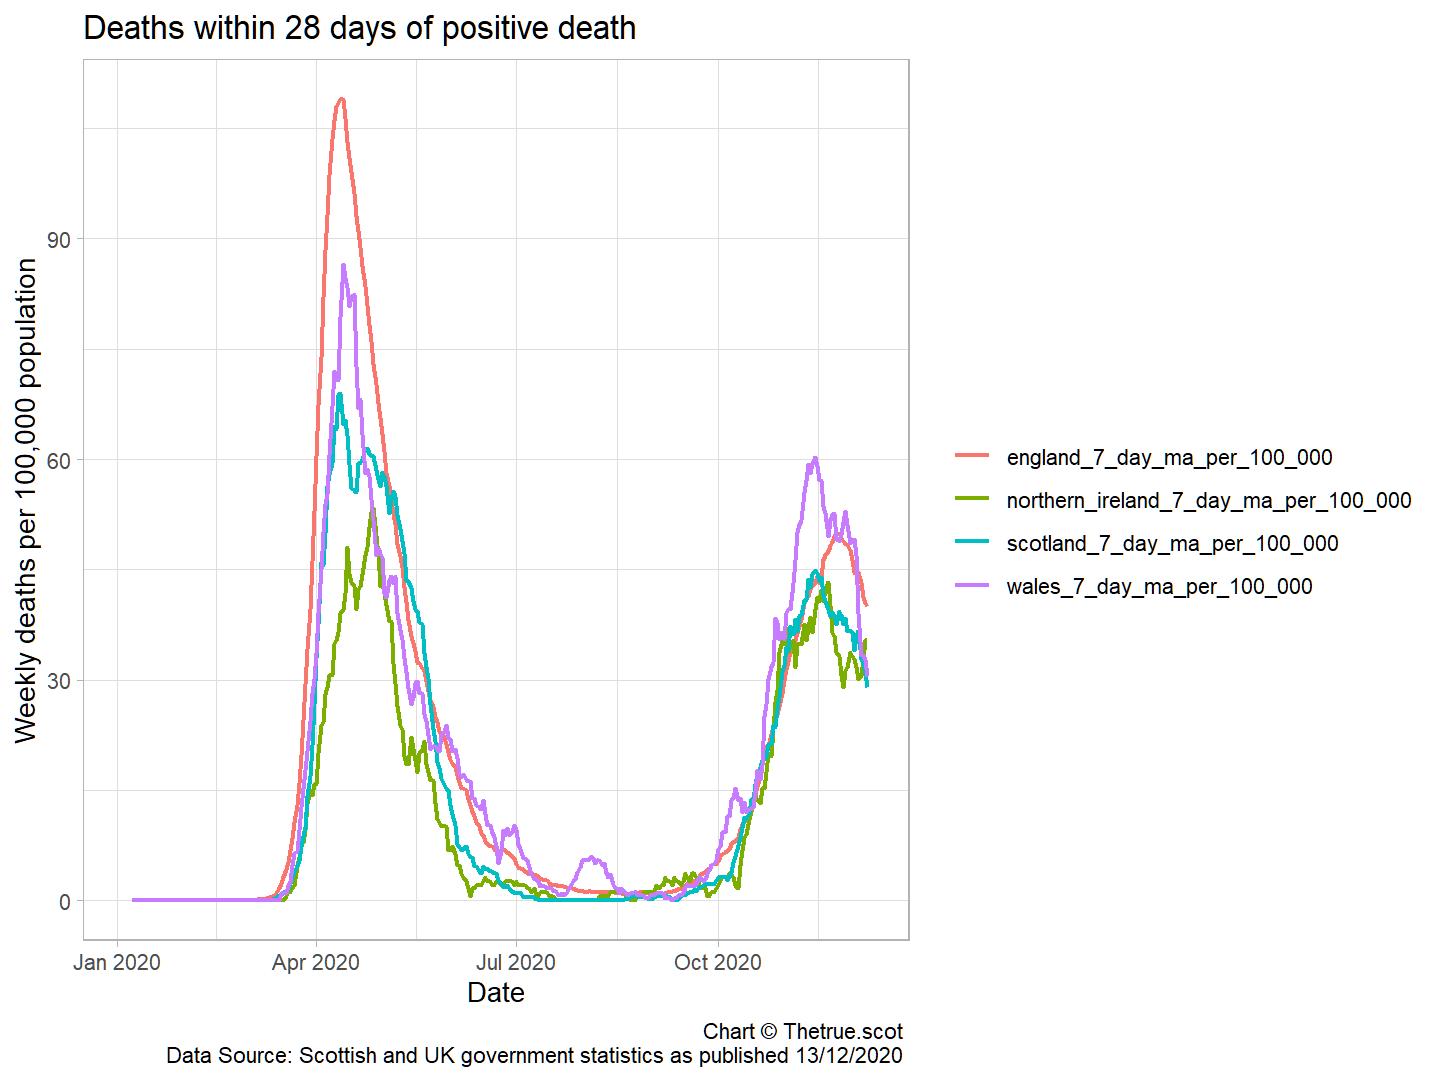 Deaths within 28 days of positive death
Weekly deaths per 100,000 population
90
60
30
0
Jan 2020 Apr 2020 Jul 2020 Oct 2020
Date
england_7_day_ma_per_100_000
northern_ireland_7_day_ma_per_100_000
scotland_7_day_ma_per_100_000
wales_7_day_ma_per_100_000
Chart © Thetrue.scot
Data Source: Scottish and UK government statistics as published 13/12/2020